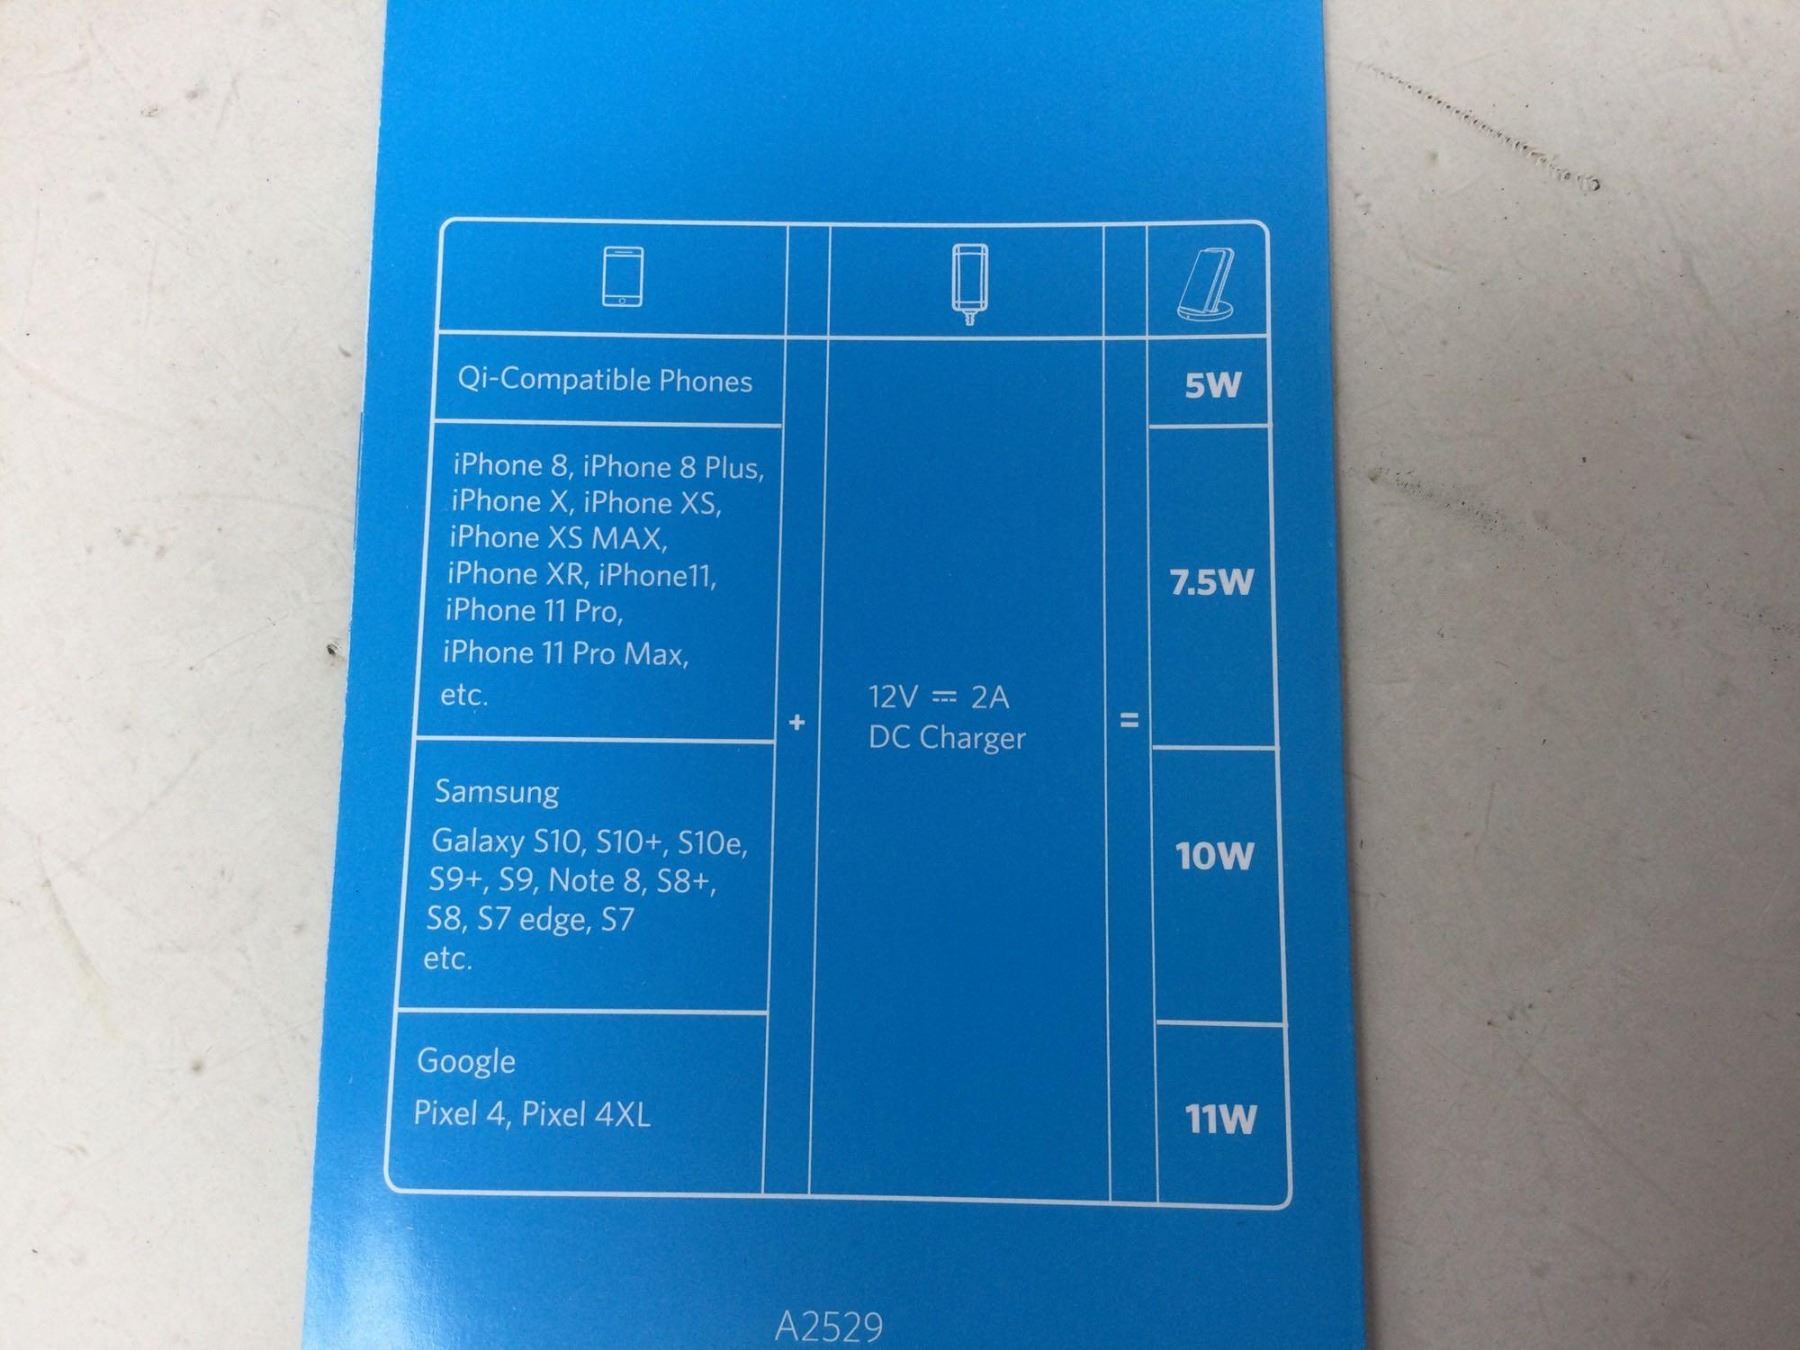 Qi-Compatible Phones
5W
iPhone 8, iPhone 8 Plus,
iPhone X, iPhone XS,
iPhone XS MAX,
iPhone XR, iPhone11,
iPhone 11 Pro,
iPhone 11 Pro Max,
etc.
7.5W
+
12V ⎓ 2A
DC Charger
=
Samsung
Galaxy S10, S10+, S10e,
S9+, S9, Note 8, S8+,
S8, S7 edge, S7
etc.
10W
Google
Pixel 4, Pixel 4XL
11W
A2529